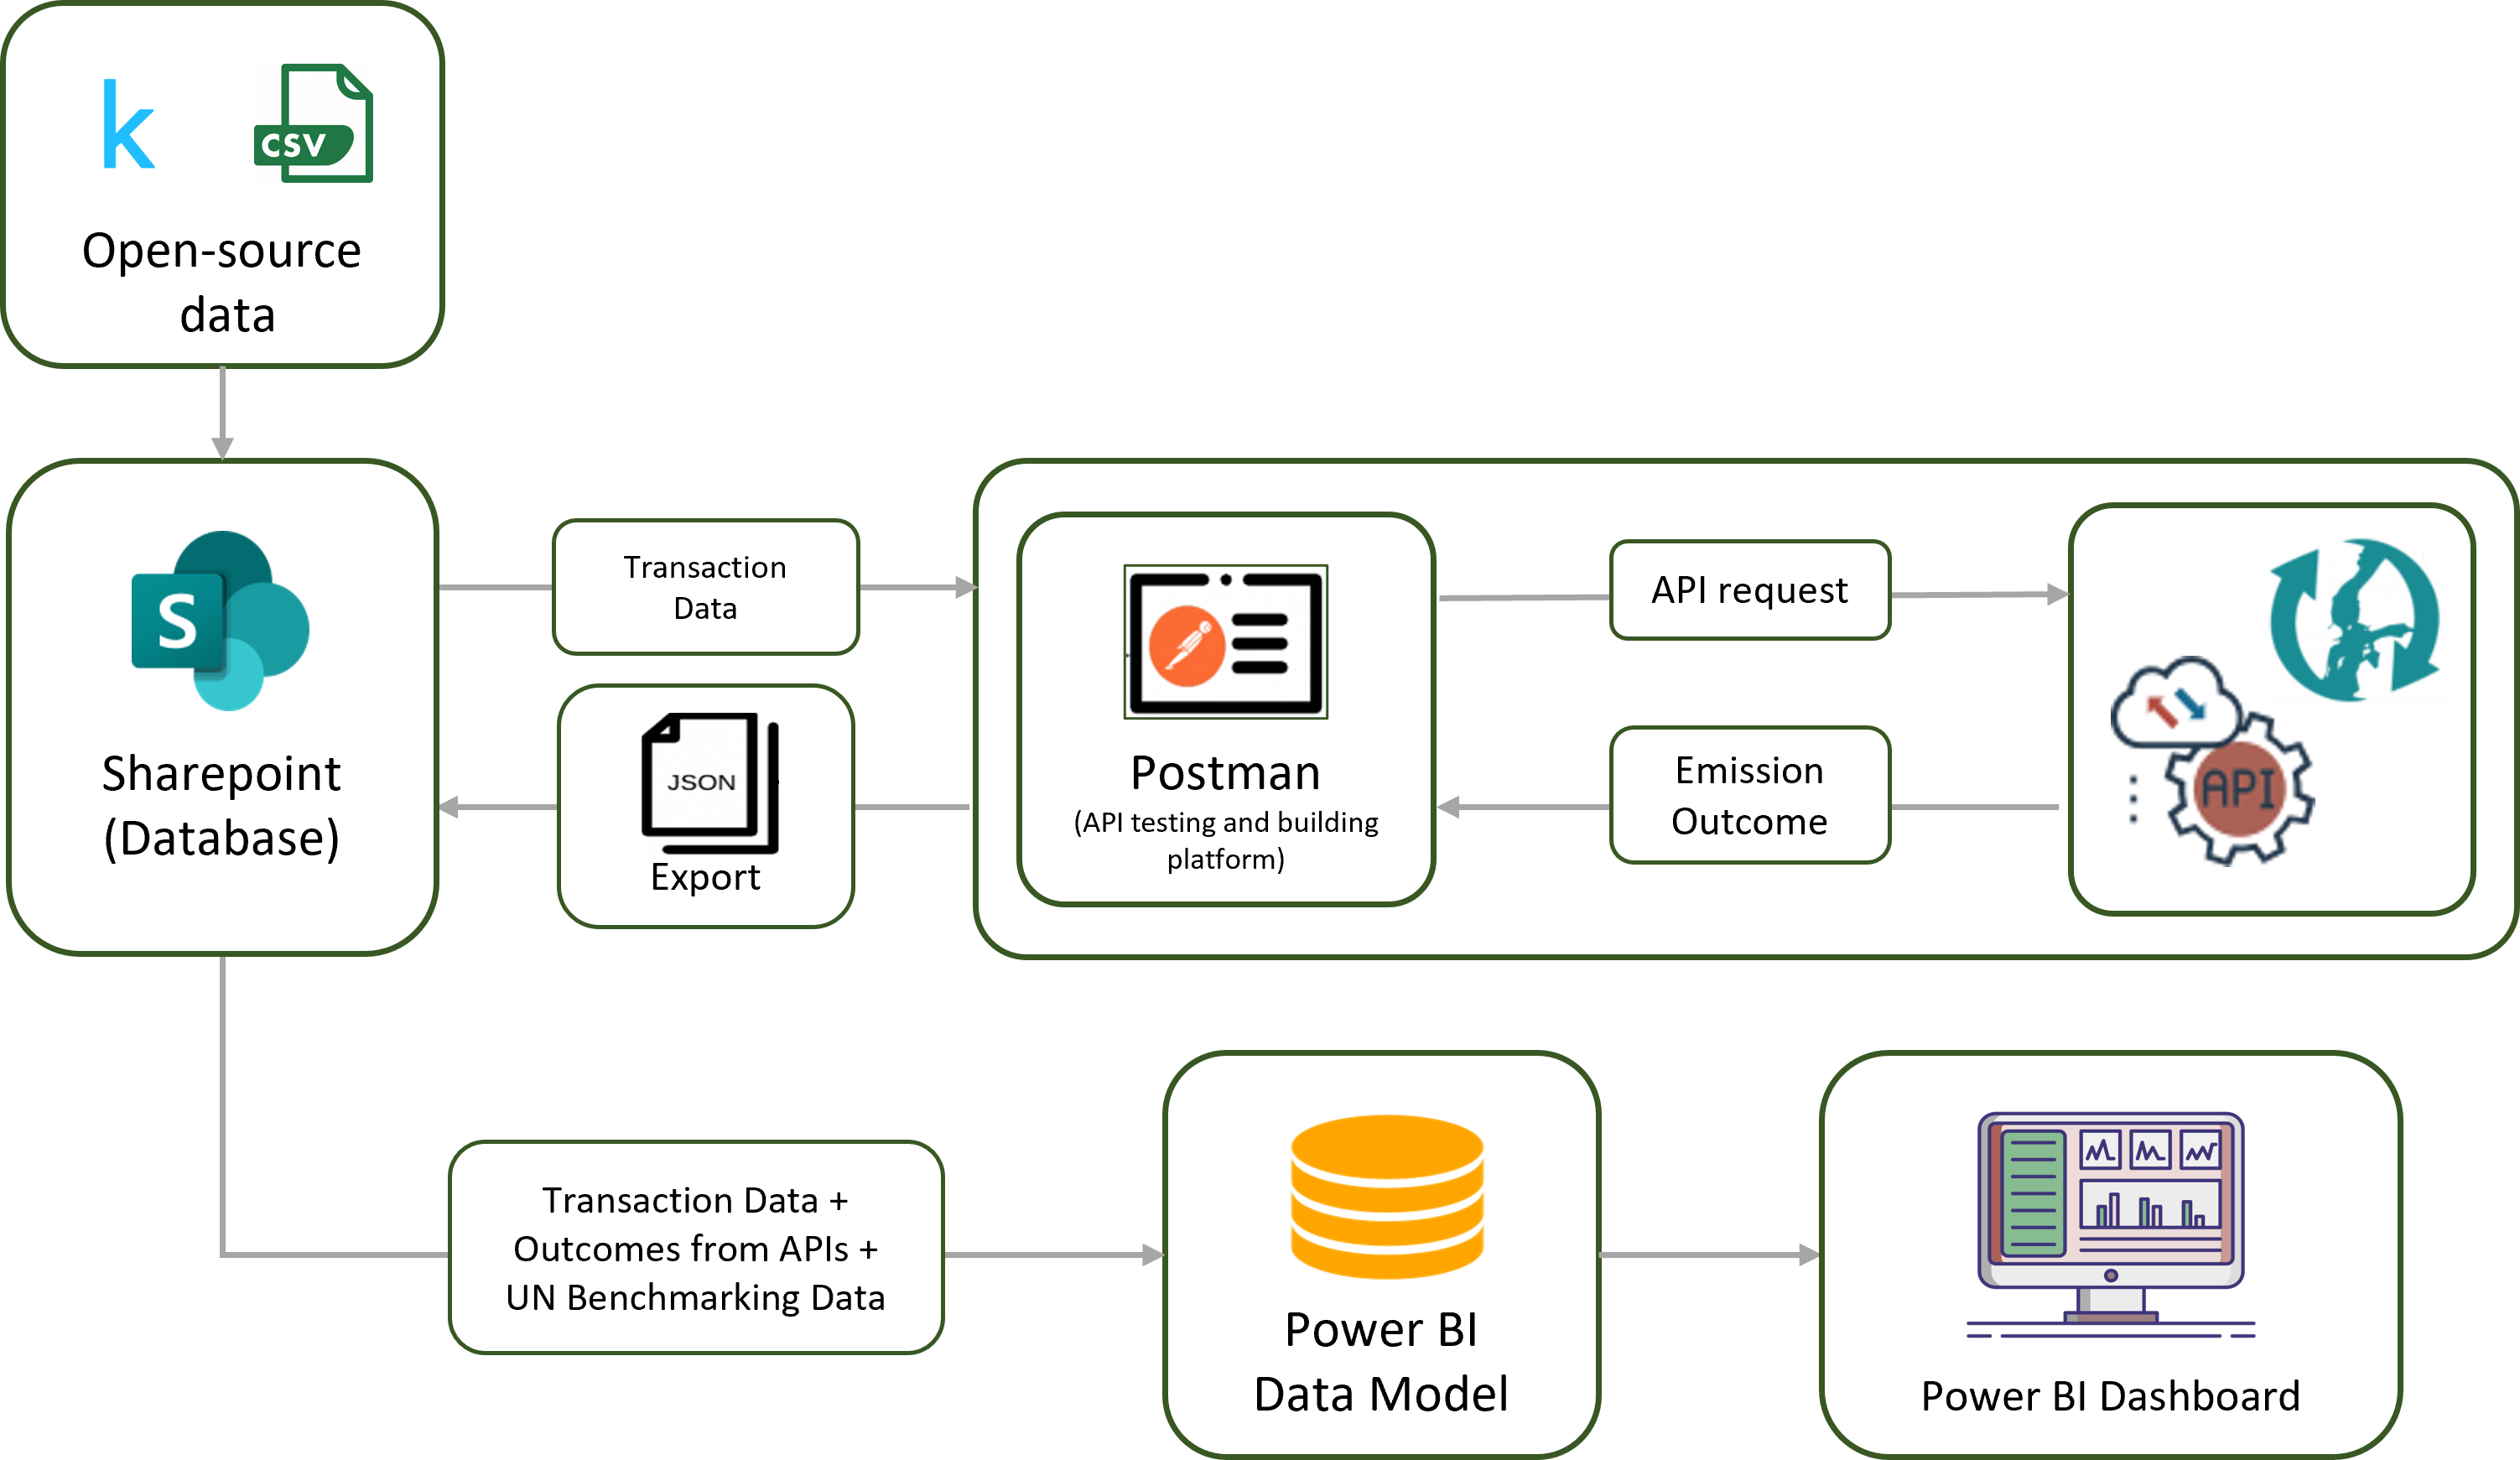 k
CSV
Open-source
data
S
Sharepoint
(Database)
Transaction
Data
JSON
Export
Postman
(API testing and building
platform)
API request
Emission
Outcome
API
Transaction Data +
Outcomes from APIs +
UN Benchmarking Data
Power BI
Data Model
Power BI Dashboard